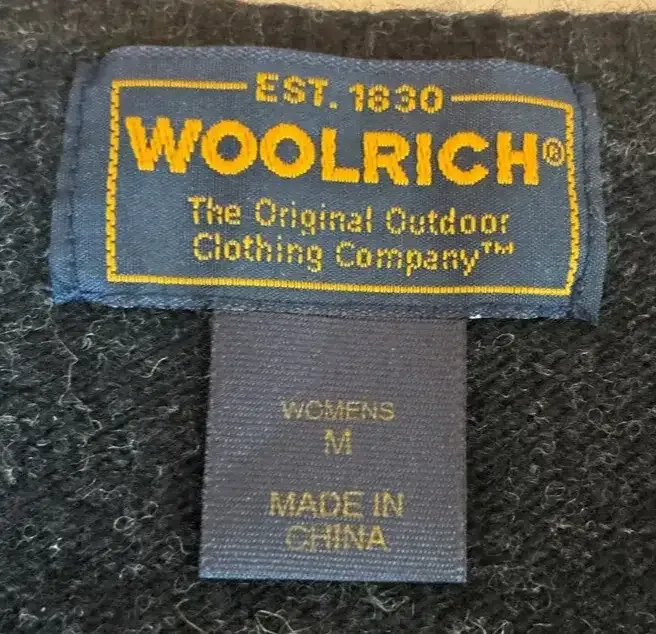 EST. 1830
WOOLRICH®
The Original Outdoor
Clothing Company™
WOMENS
M
MADE IN
CHINA